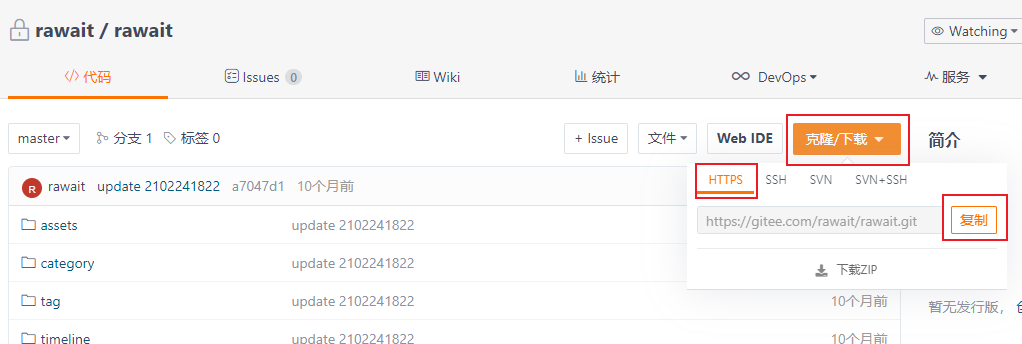 rawait / rawait
Watching
代码
Issues 0
Wiki
统计
DevOps
服务
master
分支 1
标签 0
+ Issue
文件
Web IDE
克隆/下载
简介
R rawait update 2102241822 a7047d1 10个月前
HTTPS SSH SVN SVN+SSH
https://gitee.com/rawait/rawait.git 复制
下载ZIP
assets update 2102241822
category update 2102241822
tag update 2102241822 10个月前
暂无发行版，
timeline update 2102241822 10个月前